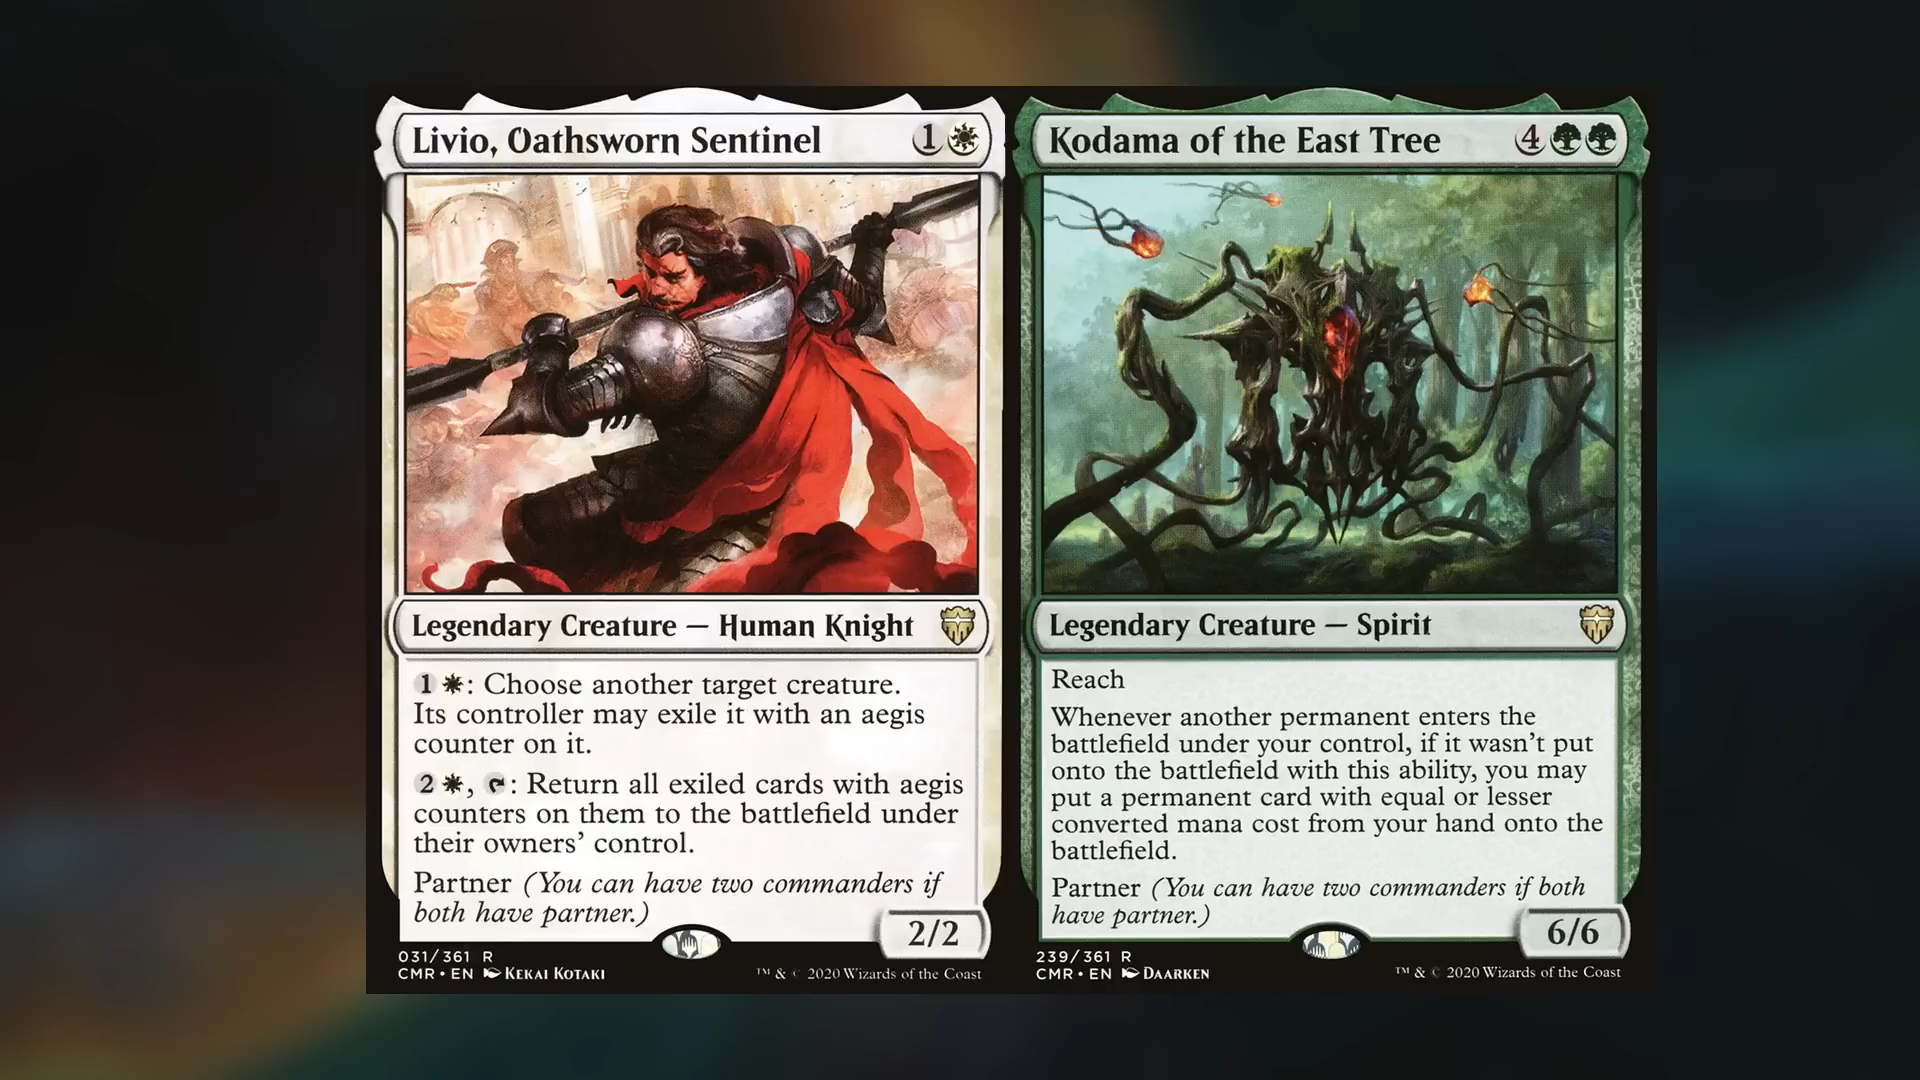 Livio, Oathsworn Sentinel 1
Legendary Creature — Human Knight
1 : Choose another target creature.
Its controller may exile it with an aegis
counter on it.
2 , : Return all exiled cards with aegis
counters on them to the battlefield under
their owners' control.
Partner (You can have two commanders if
both have partner.)
2/2
031/361 R
CMR • EN KEKAI KOTAKI
™ & © 2020 Wizards of the Coast
Kodama of the East Tree 4
Legendary Creature — Spirit
Reach
Whenever another permanent enters the
battlefield under your control, if it wasn't put
onto the battlefield with this ability, you may
put a permanent card with equal or lesser
converted mana cost from your hand onto the
battlefield.
Partner (You can have two commanders if both
have partner.)
6/6
239/361 R
CMR • EN DAARKEN
™ & © 2020 Wizards of the Coast